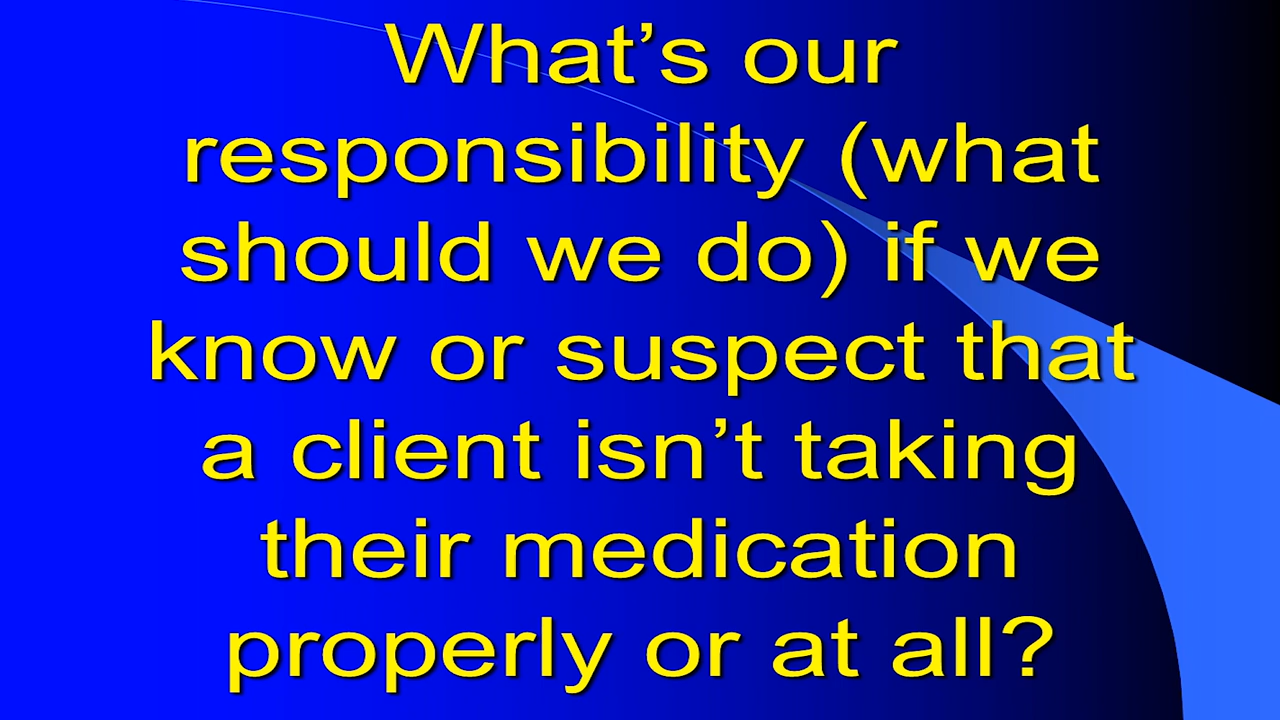 What’s our
responsibility (what
should we do) if we
know or suspect that
a client isn’t taking
their medication
properly or at all?